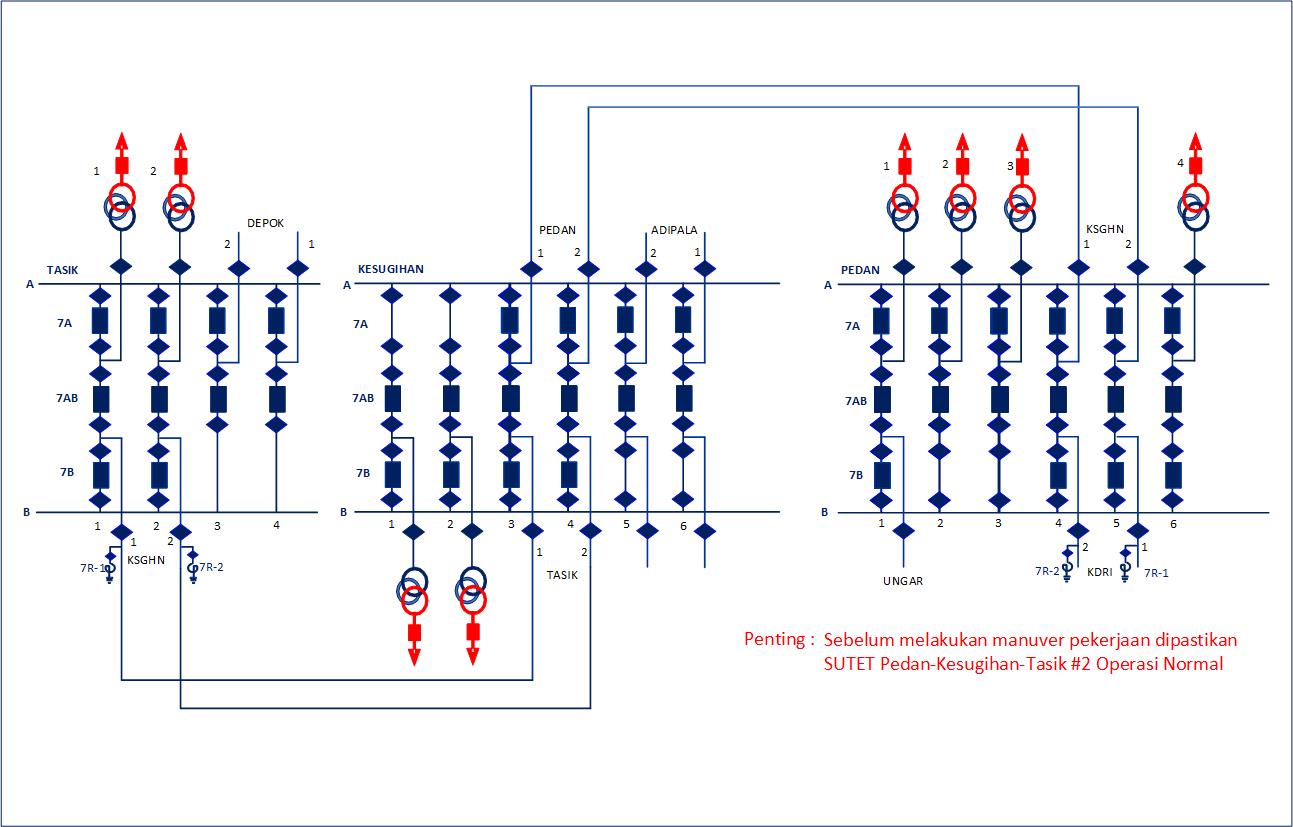 1
2
DEPOK
2
1
TASIK
A
7A
7AB
7B
B
1
2
3
4
1
KSGHN
2
7R-1
7R-2
PEDAN
ADIPALA
1
2
2
1
KESUGIHAN
A
7A
7AB
7B
B
1
2
3
4
5
6
1
2
TASIK
1
2
3
4
KSGHN
1
2
PEDAN
A
7A
7AB
7B
B
1
2
3
4
5
6
2
1
UNGAR
7R-2
KDRI
7R-1
Penting : Sebelum melakukan manuver pekerjaan dipastikan
SUTET Pedan-Kesugihan-Tasik #2 Operasi Normal